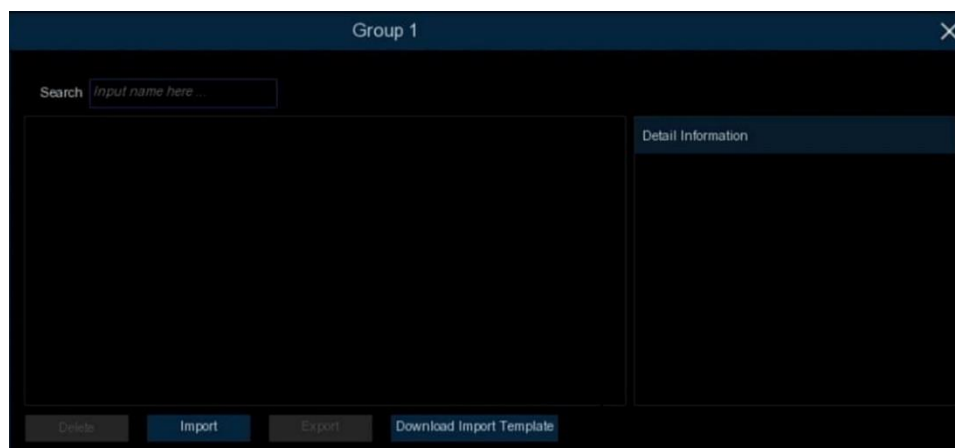 Group 1
Search Input name here ...
Detail Information
Delete Import Export Download Import Template